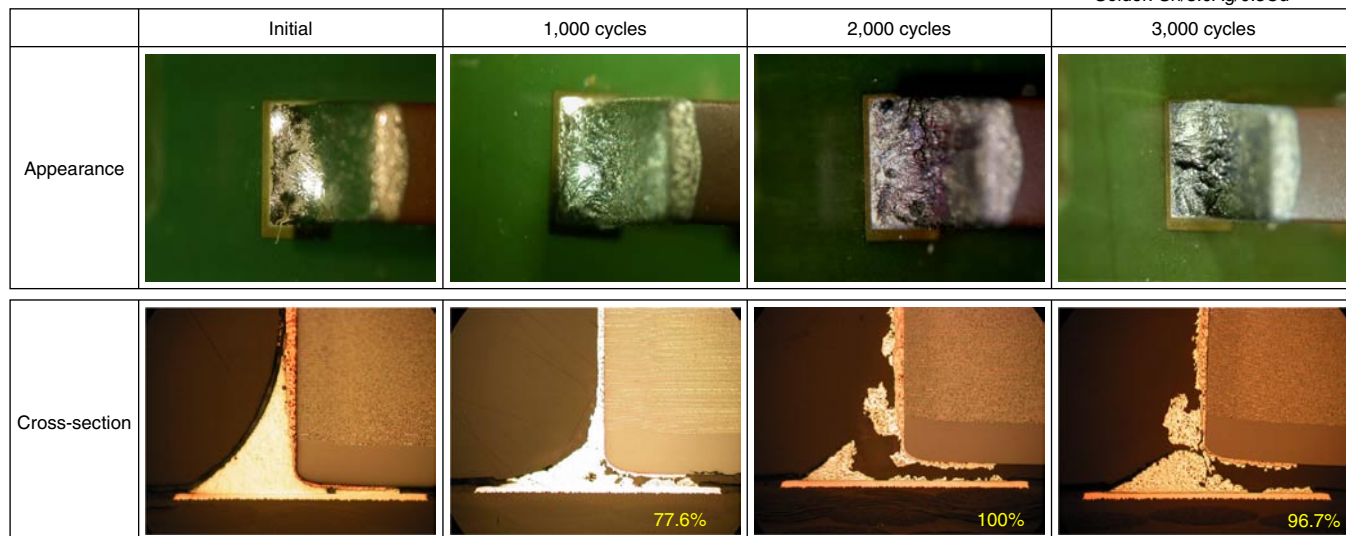 Initial
1,000 cycles
2,000 cycles
3,000 cycles
Appearance
Cross-section
77.6%
100%
96.7%